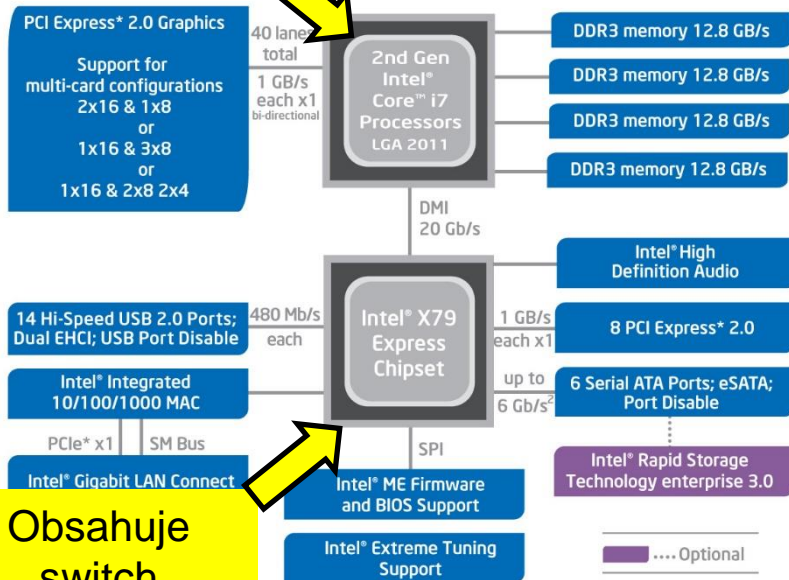 PCI Express* 2.0 Graphics
Support for
multi-card configurations
2x16 & 1x8
or
1x16 & 3x8
or
1x16 & 2x8 2x4
40 lanes
total
1 GB/s
each x1
bi-directional
2nd Gen
Intel®
Core™ i7
Processors
LGA 2011
DDR3 memory 12.8 GB/s
DDR3 memory 12.8 GB/s
DDR3 memory 12.8 GB/s
DDR3 memory 12.8 GB/s
DMI
20 Gb/s
Intel® High
Definition Audio
14 Hi-Speed USB 2.0 Ports;
Dual EHCI; USB Port Disable
480 Mb/s
each
Intel® X79
Express
Chipset
1 GB/s
each x1
8 PCI Express* 2.0
Intel® Integrated
10/100/1000 MAC
up to
6 Gb/s²
6 Serial ATA Ports; eSATA;
Port Disable
PCIe* x1
SM Bus
SPI
Intel® Gigabit LAN Connect
Intel® ME Firmware
and BIOS Support
Intel® Rapid Storage
Technology enterprise 3.0
Obsahuje
switch
Intel® Extreme Tuning
Support
.... Optional